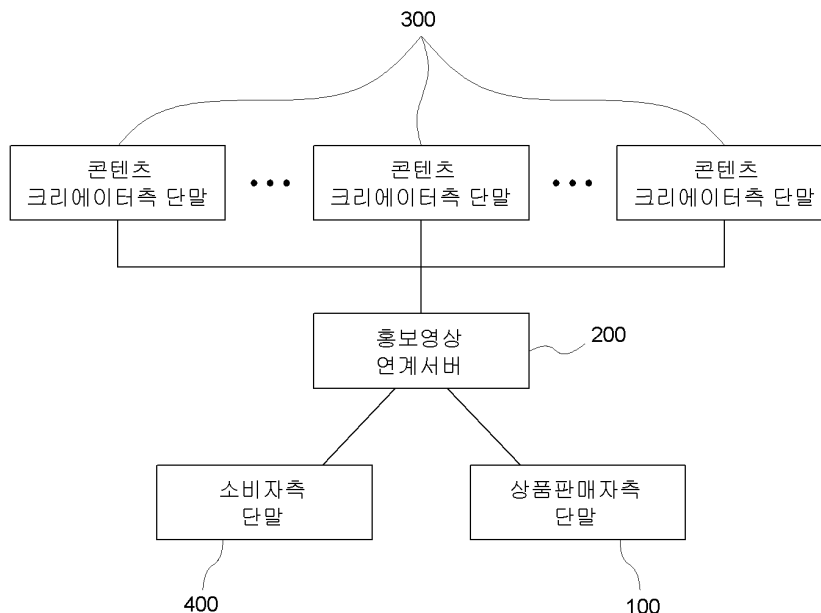 300
콘텐츠
크리에이터측 단말
콘텐츠
크리에이터측 단말
콘텐츠
크리에이터측 단말
홍보영상
연계서버
200
소비자측
단말
상품판매자측
단말
400
100